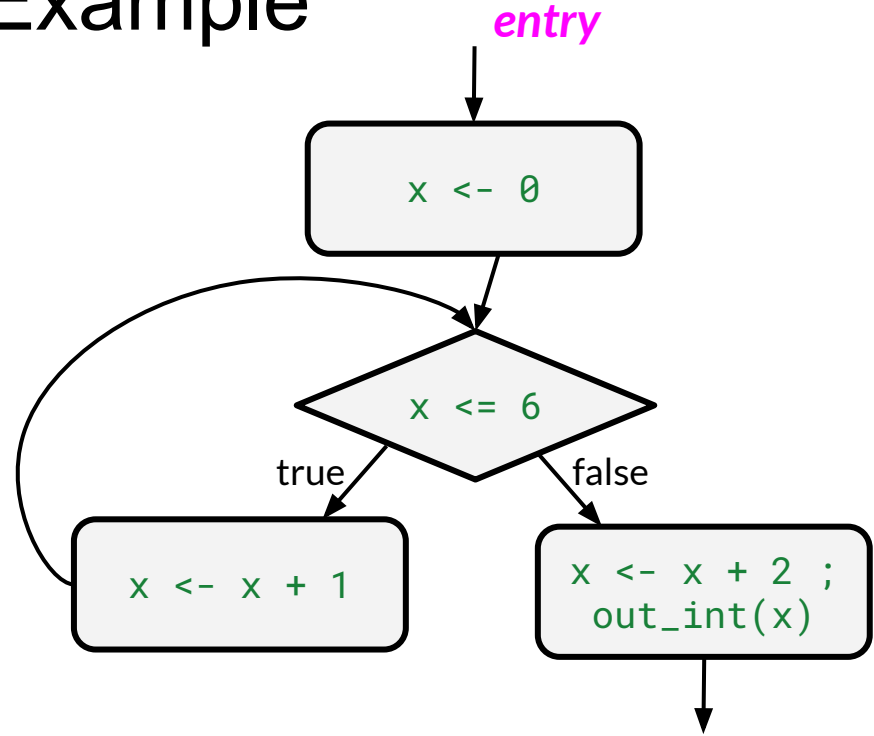 Example
entry
x <- 0
x <= 6
true
false
x <- x + 1
x <- x + 2 ;
out_int(x)